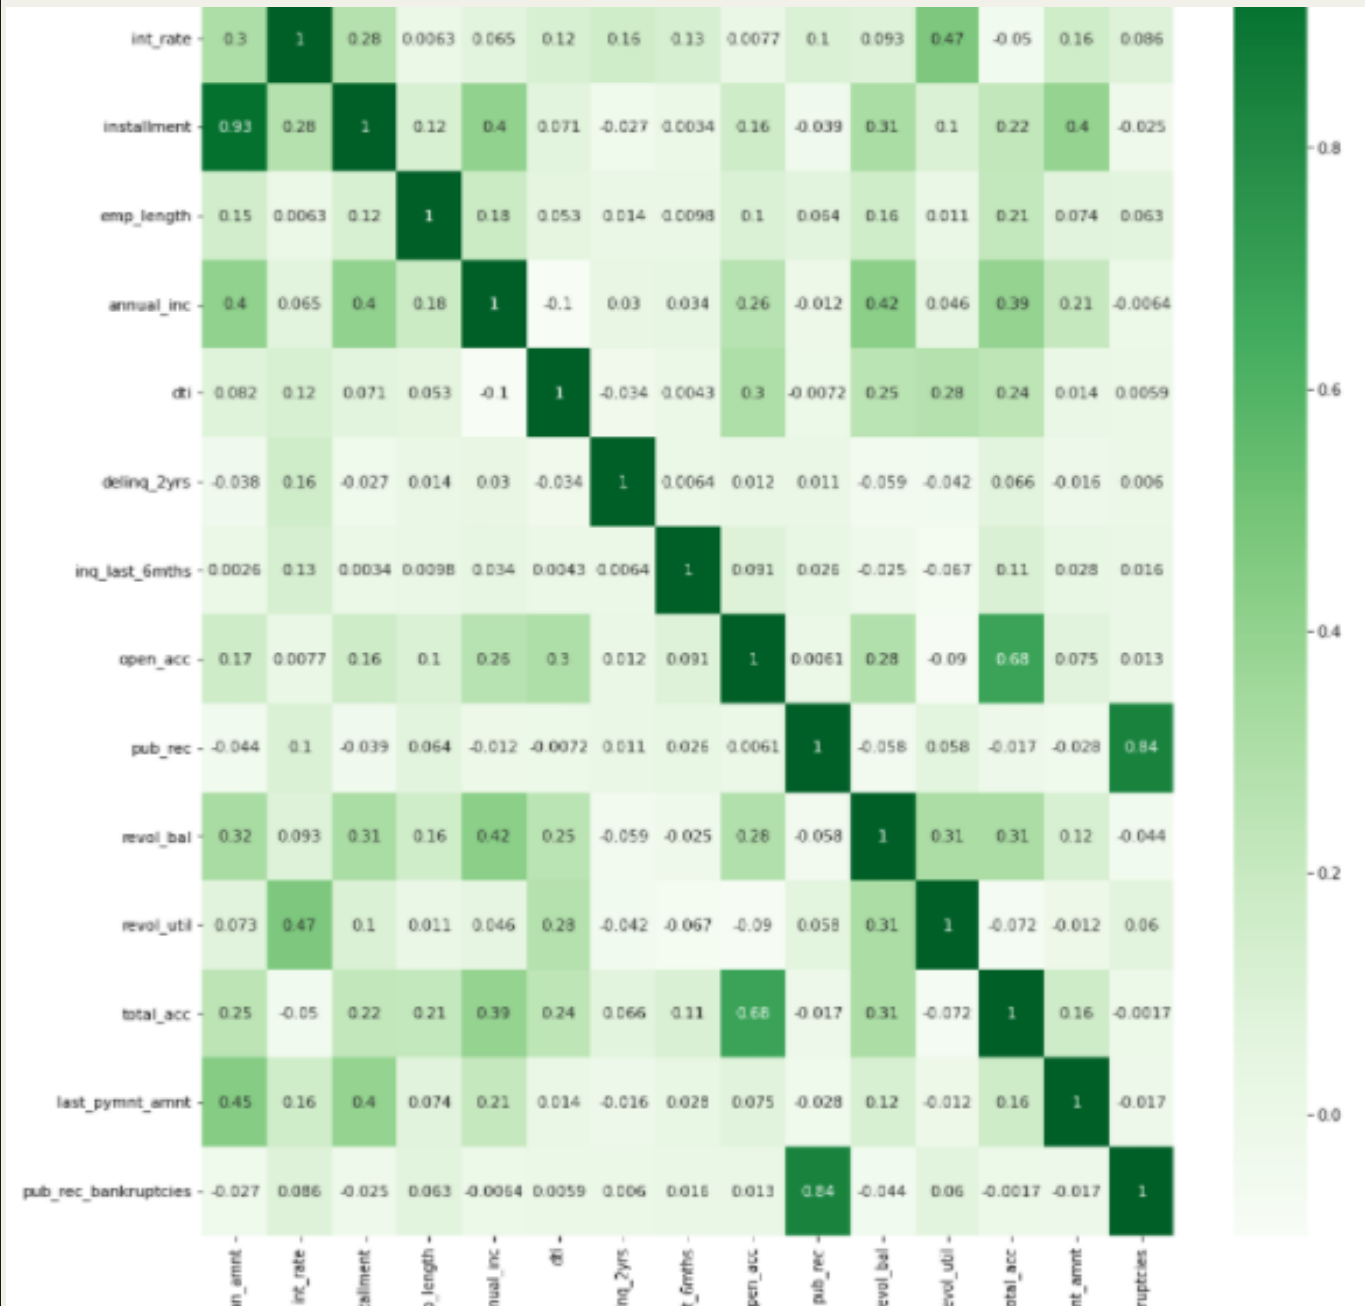 int_rate 0.3 1 0.28 0.0063 0.065 0.12 0.16 0.13 0.0077 0.1 0.093 0.47 -0.05 0.16 0.086
installment 0.93 0.28 1 0.12 0.4 0.071 -0.027 0.0034 0.16 -0.039 0.31 0.1 0.22 0.4 -0.025
0.8
emp_length 0.15 0.0063 0.12 1 0.18 0.053 0.014 0.0098 0.1 0.064 0.16 0.011 0.21 0.074 0.063
annual_inc 0.4 0.065 0.4 0.18 1 -0.1 0.03 0.034 0.26 -0.012 0.42 0.046 0.39 0.21 -0.0064
dti 0.082 0.12 0.071 0.053 -0.1 1 -0.034 0.0043 0.3 -0.0072 0.25 0.28 0.24 0.014 0.0059
0.6
delinq_2yrs -0.038 0.16 -0.027 0.014 0.03 -0.034 1 0.0064 0.012 0.011 -0.059 -0.042 0.066 -0.016 0.006
inq_last_6mths 0.0026 0.13 0.0034 0.0098 0.034 0.0043 0.0064 1 0.091 0.026 -0.025 -0.067 0.11 0.028 0.016
0.4
open_acc 0.17 0.0077 0.16 0.1 0.26 0.3 0.012 0.091 1 0.0061 0.28 -0.09 0.68 0.075 0.013
pub_rec -0.044 0.1 -0.039 0.064 -0.012 -0.0072 0.011 0.026 0.0061 1 -0.058 0.058 -0.017 -0.028 0.84
revol_bal 0.32 0.093 0.31 0.16 0.42 0.25 -0.059 -0.025 0.28 -0.058 1 0.31 0.31 0.12 -0.044
0.2
revol_util 0.073 0.47 0.1 0.011 0.046 0.28 -0.042 -0.067 -0.09 0.058 0.31 1 -0.072 -0.012 0.06
total_acc 0.25 -0.05 0.22 0.21 0.39 0.24 0.066 0.11 0.68 -0.017 0.31 -0.072 1 0.16 -0.0017
last_pymnt_amnt 0.45 0.16 0.4 0.074 0.21 0.014 -0.016 0.028 0.075 -0.028 0.12 -0.012 0.16 1 -0.017
0.0
pub_rec_bankruptcies -0.027 0.086 -0.025 0.063 -0.0064 0.0059 0.006 0.016 0.013 0.84 -0.044 0.06 -0.0017 -0.017 1
int_rate dti pub_rec